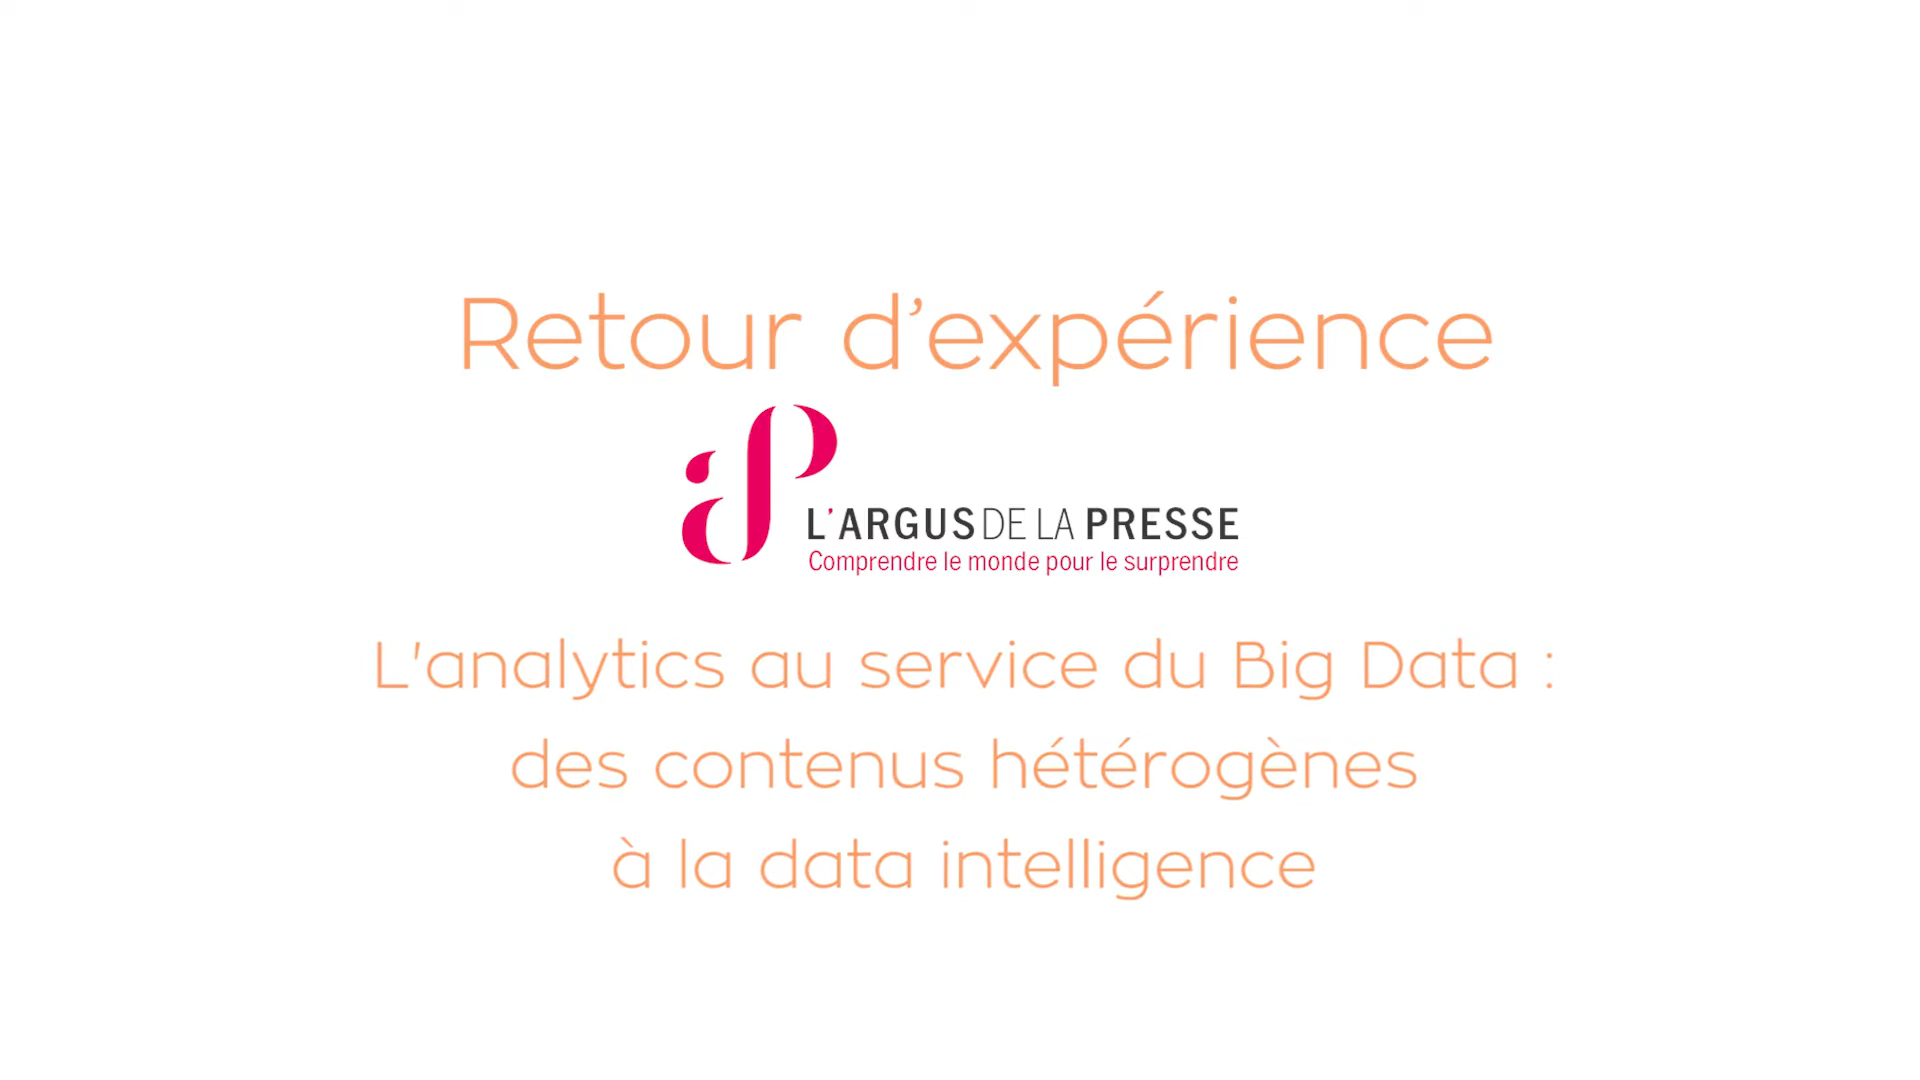 Retour d’expérience
L'ARGUS DE LA PRESSE
Comprendre le monde pour le surprendre
L'analytics au service du Big Data :
des contenus hétérogènes
à la data intelligence